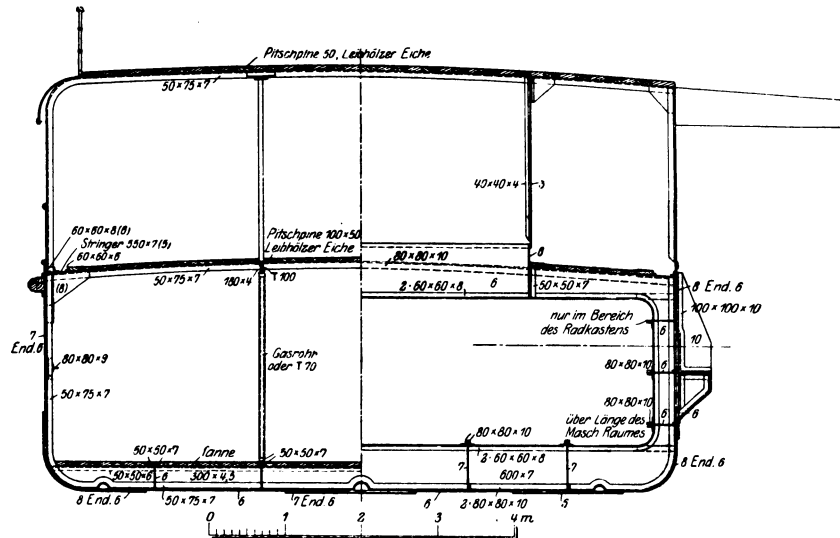 Pitschpine 50, Leibhölzer Eiche
50×75×7
40×40×4
3
60×60×8(6)
Stringer 550×7(5)
60×60×6
Pitschpine 100×50
Leibhölzer Eiche
80×80×10
6
50×75×7
180×4
T 100
2·60×60×8
6
50×50×7
8 End. 6
100×100×10
(8)
7
End. 6
nur im Bereich
des Radkastens
6
10
80×80×9
Gasrohr
oder T 70
80×80×10
6
50×75×7
80×80×10
über Länge des
Masch Raumes
6
6
80×80×10
50×50×7
Tanne
50×50×7
2·60×60×8
7
7
8 End. 6
50×50×6
6
300×4,5
600×7
8 End. 6
50×75×7
6
7 End. 6
6
2·80×80×10
5
0 1 2 3 4 m